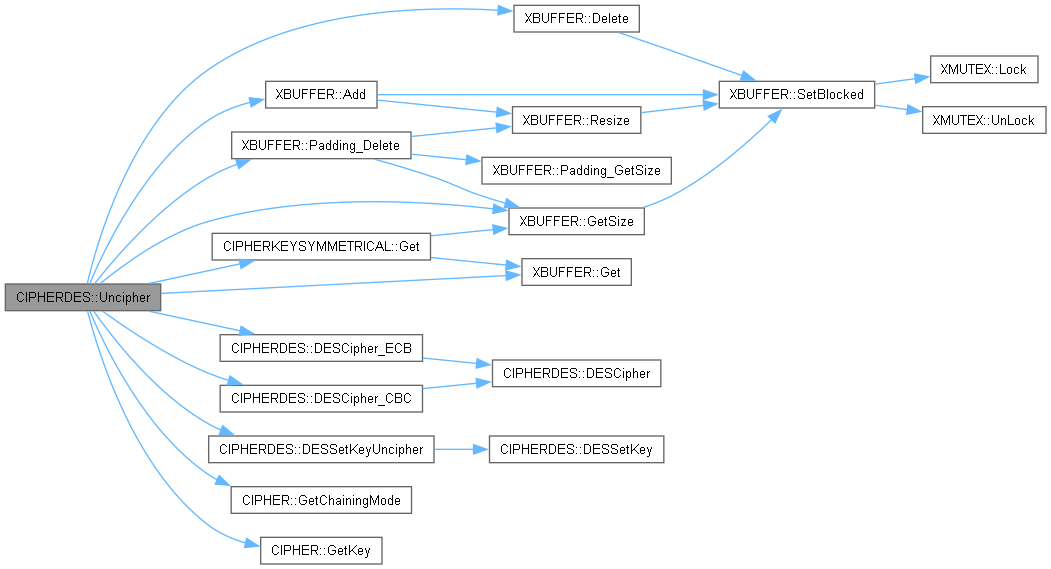 XBUFFER::Delete
XMUTEX::Lock
XBUFFER::Add
XBUFFER::SetBlocked
XBUFFER::Resize
XMUTEX::UnLock
XBUFFER::Padding_Delete
XBUFFER::Padding_GetSize
XBUFFER::GetSize
CIPHERKEYSYMMETRICAL::Get
XBUFFER::Get
CIPHERDES::Uncipher
CIPHERDES::DESCipher_ECB
CIPHERDES::DESCipher
CIPHERDES::DESCipher_CBC
CIPHERDES::DESSetKeyUncipher
CIPHERDES::DESSetKey
CIPHER::GetChainingMode
CIPHER::GetKey